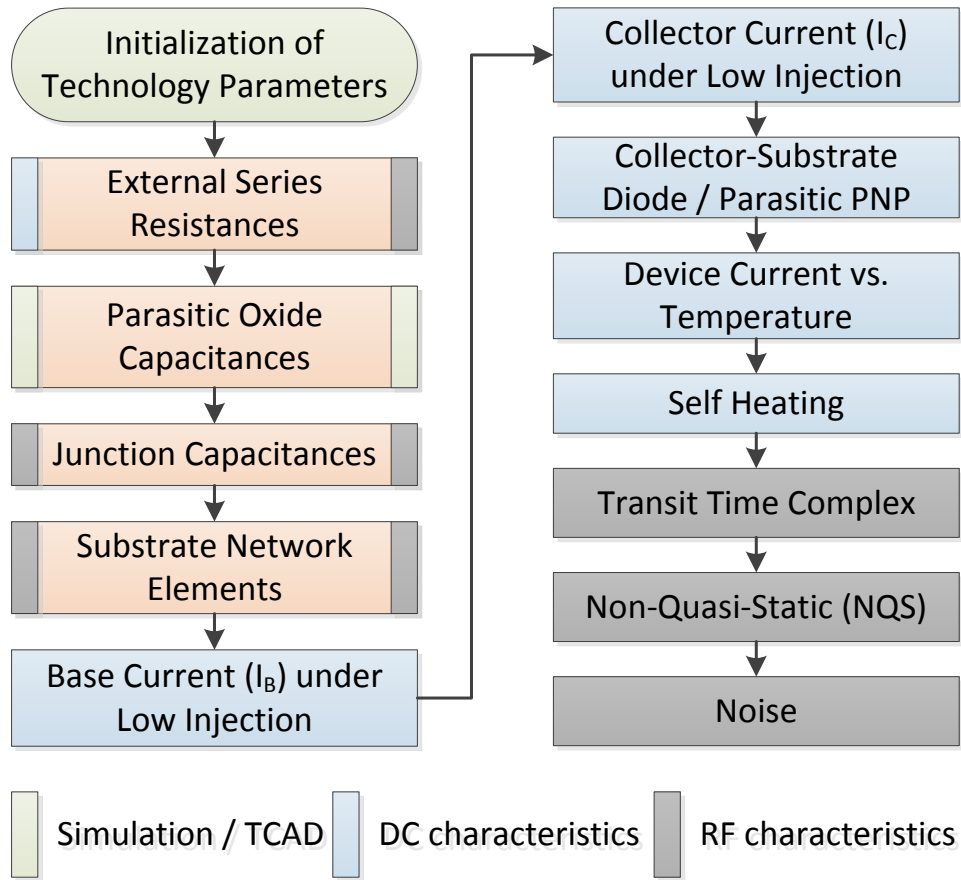 Initialization of
Technology Parameters
External Series
Resistances
Parasitic Oxide
Capacitances
Junction Capacitances
Substrate Network
Elements
Base Current (I_B) under
Low Injection
Collector Current (I_C)
under Low Injection
Collector-Substrate
Diode / Parasitic PNP
Device Current vs.
Temperature
Self Heating
Transit Time Complex
Non-Quasi-Static (NQS)
Noise
Simulation / TCAD
DC characteristics
RF characteristics